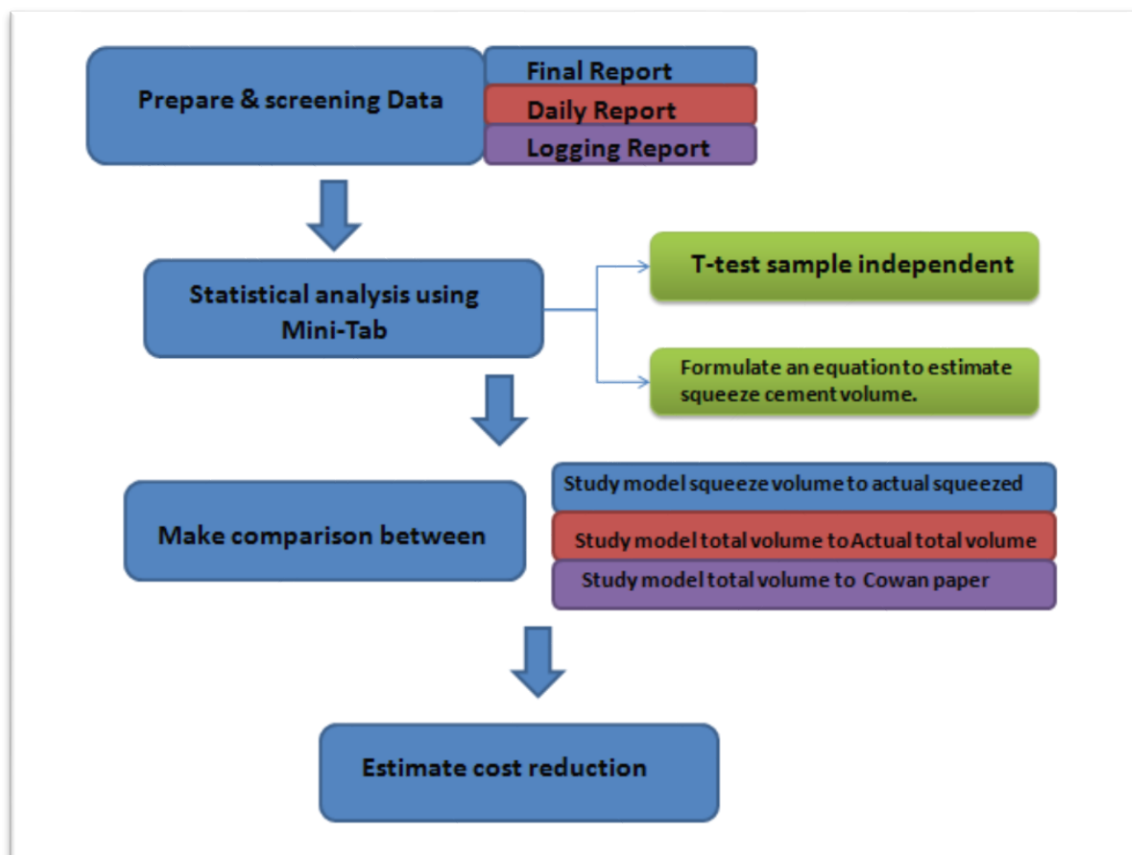 Prepare & screening Data
Final Report
Daily Report
Logging Report
Statistical analysis using
Mini-Tab
T-test sample independent
Formulate an equation to estimate
squeeze cement volume.
Make comparison between
Study model squeeze volume to actual squeezed
Study model total volume to Actual total volume
Study model total volume to Cowan paper
Estimate cost reduction